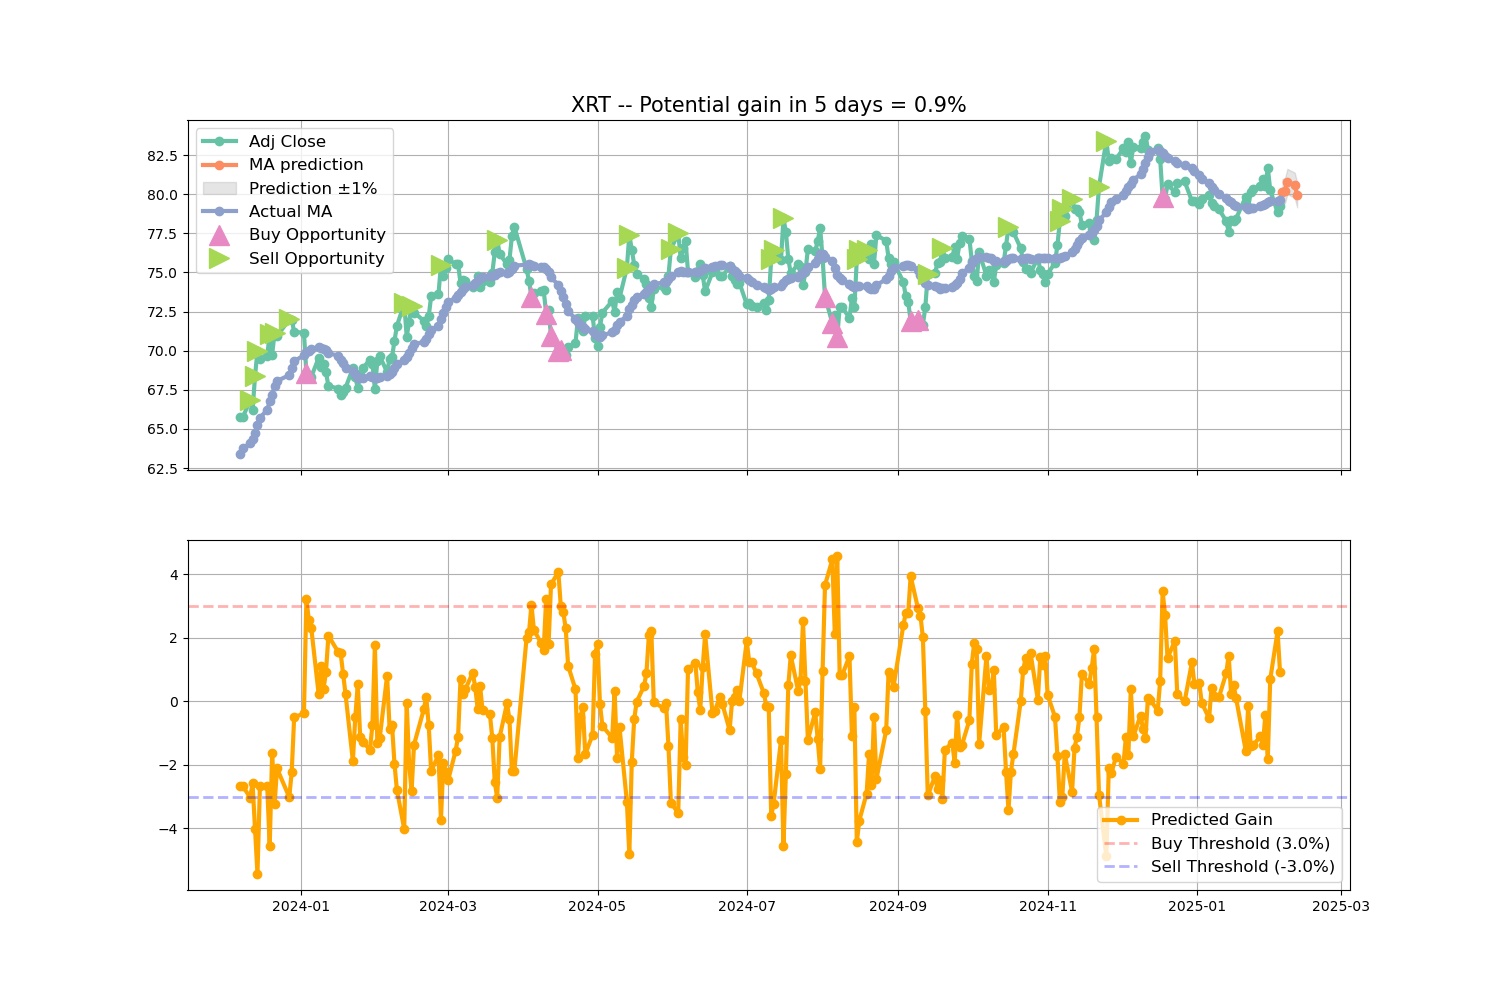 XRT -- Potential gain in 5 days = 0.9%
Adj Close
MA prediction
Prediction ±1%
Actual MA
Buy Opportunity
Sell Opportunity
82.5
80.0
77.5
75.0
72.5
70.0
67.5
65.0
62.5
4
2
0
−2
−4
Predicted Gain
Buy Threshold (3.0%)
Sell Threshold (-3.0%)
2024-01
2024-03
2024-05
2024-07
2024-09
2024-11
2025-01
2025-03